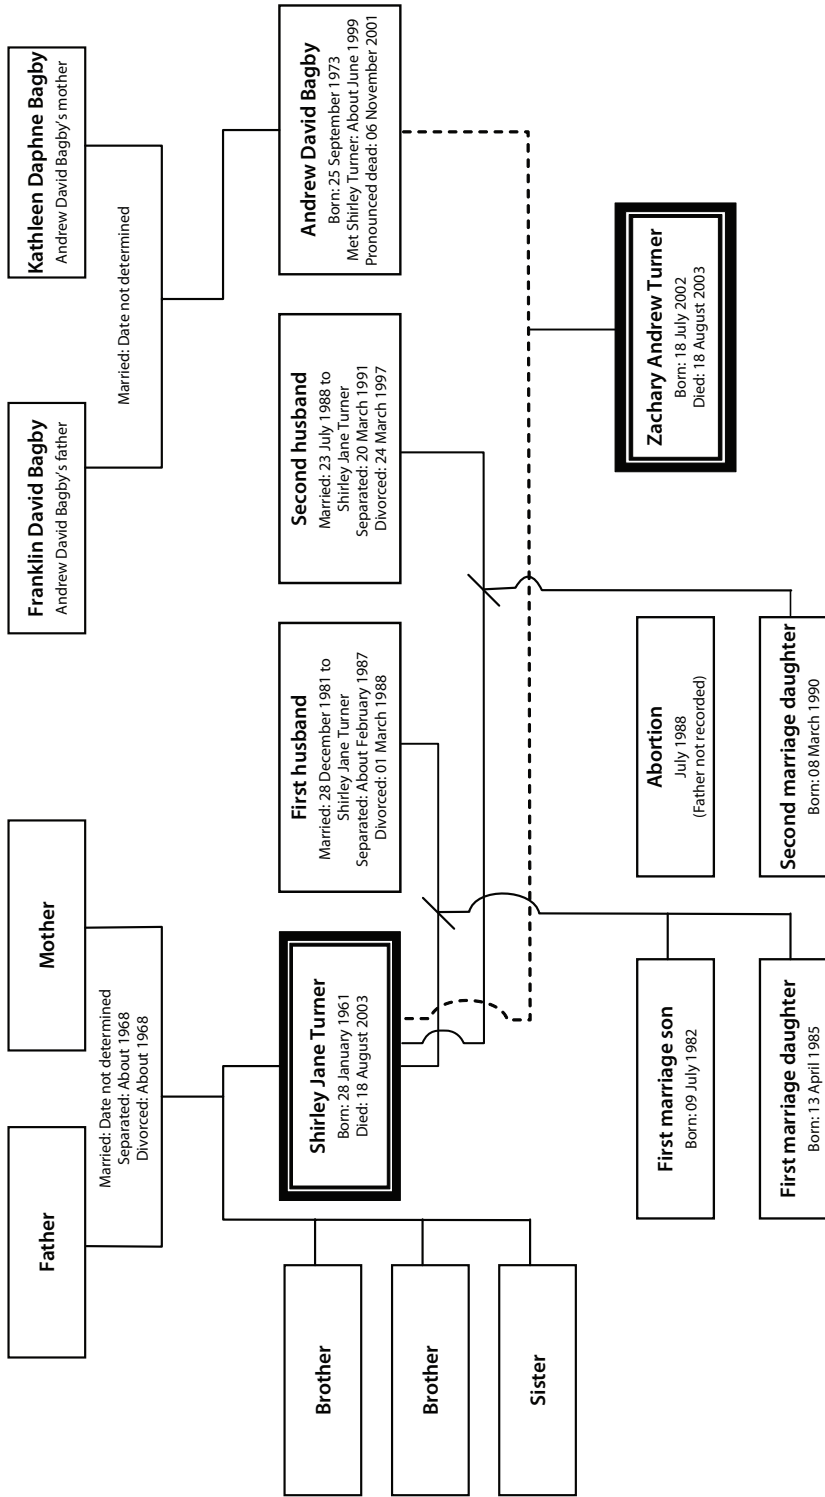 Father
Mother
Married: Date not determined
Separated: About 1968
Divorced: About 1968
Franklin David Bagby
Andrew David Bagby's father
Kathleen Daphne Bagby
Andrew David Bagby's mother
Married: Date not determined
Brother
Brother
Sister
Shirley Jane Turner
Born: 28 January 1961
Died: 18 August 2003
First husband
Married: 28 December 1981 to
Shirley Jane Turner
Separated: About February 1987
Divorced: 01 March 1988
Second husband
Married: 23 July 1988 to
Shirley Jane Turner
Separated: 20 March 1991
Divorced: 24 March 1997
Andrew David Bagby
Born: 25 September 1973
Met Shirley Turner: About June 1999
Pronounced dead: 06 November 2001
First marriage son
Born: 09 July 1982
Abortion
July 1988
(Father not recorded)
Zachary Andrew Turner
Born: 18 July 2002
Died: 18 August 2003
First marriage daughter
Born: 13 April 1985
Second marriage daughter
Born: 08 March 1990